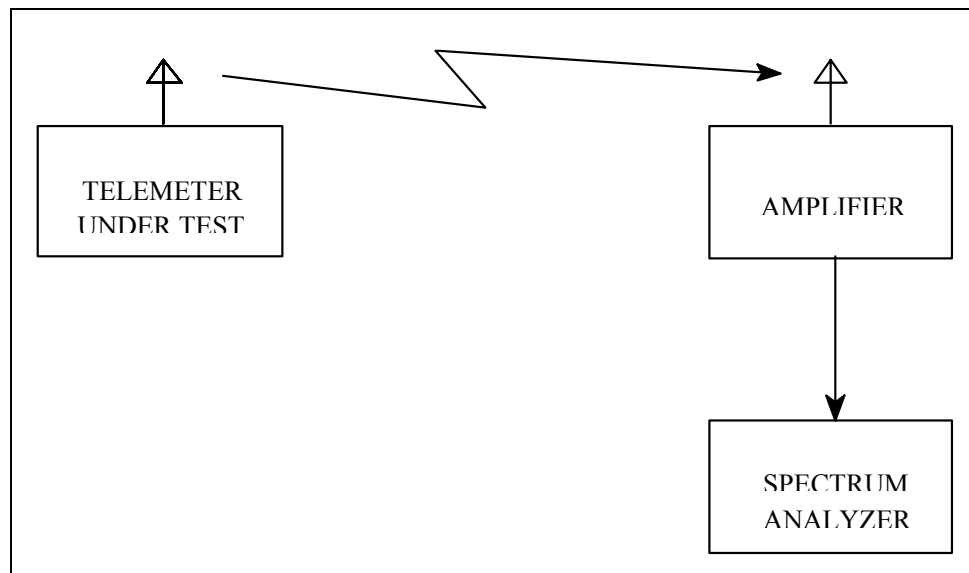 TELEMETER
UNDER TEST
AMPLIFIER
SPECTRUM
ANALYZER